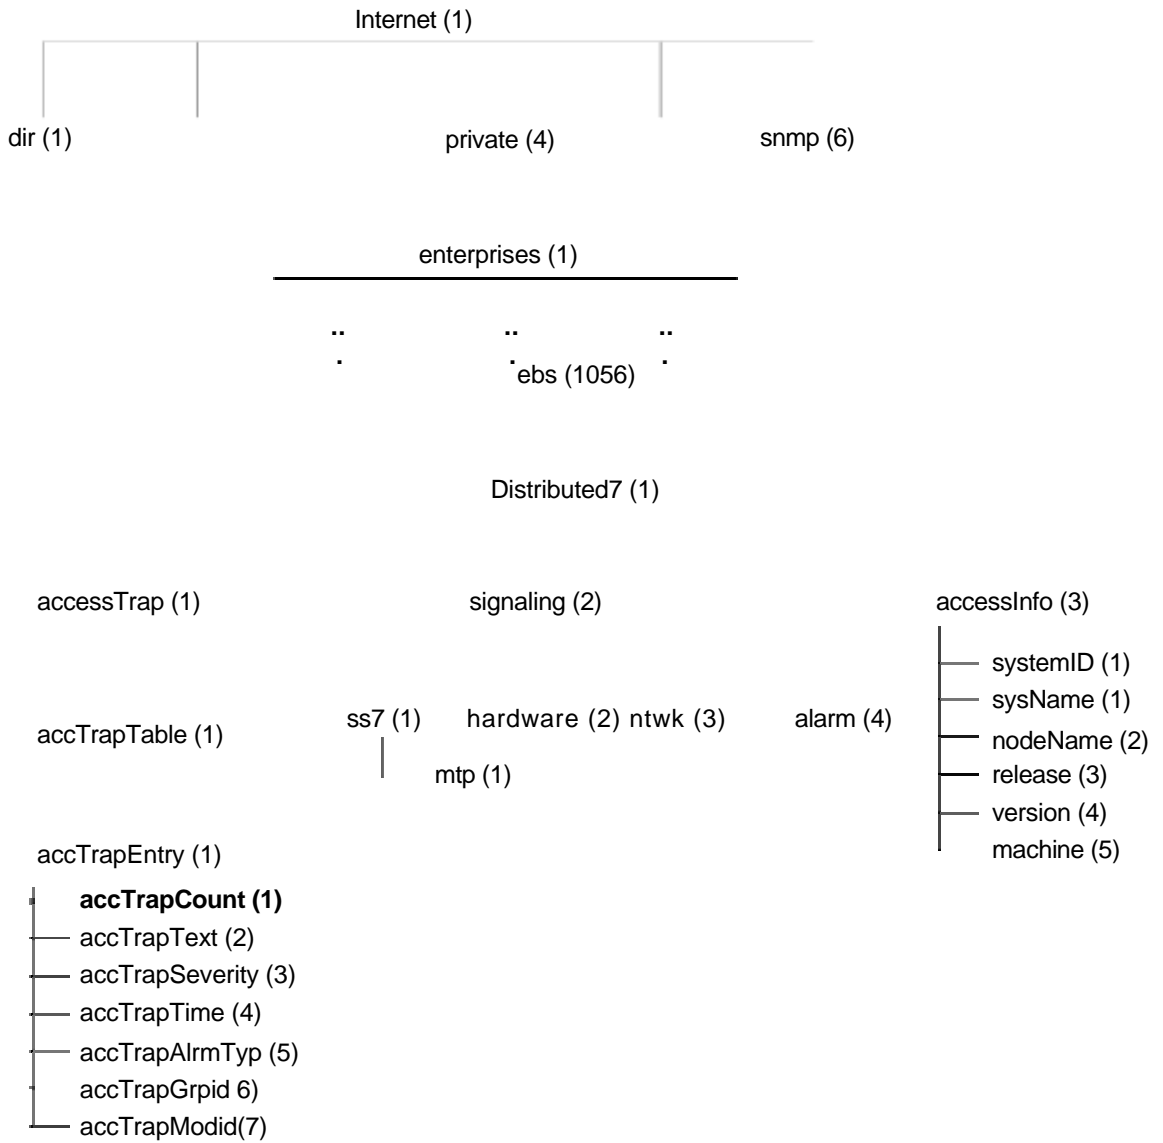 Internet (1)
dir (1)
private (4)
snmp (6)
enterprises (1)
ebs (1056)
Distributed7 (1)
accessTrap (1)
signaling (2)
accessInfo (3)
systemID (1)
sysName (1)
nodeName (2)
release (3)
version (4)
machine (5)
accTrapTable (1)
ss7 (1)
hardware (2) ntwk (3)
alarm (4)
mtp (1)
accTrapEntry (1)
accTrapCount (1)
accTrapText (2)
accTrapSeverity (3)
accTrapTime (4)
accTrapAlrmTyp (5)
accTrapGrpid 6)
accTrapModid(7)